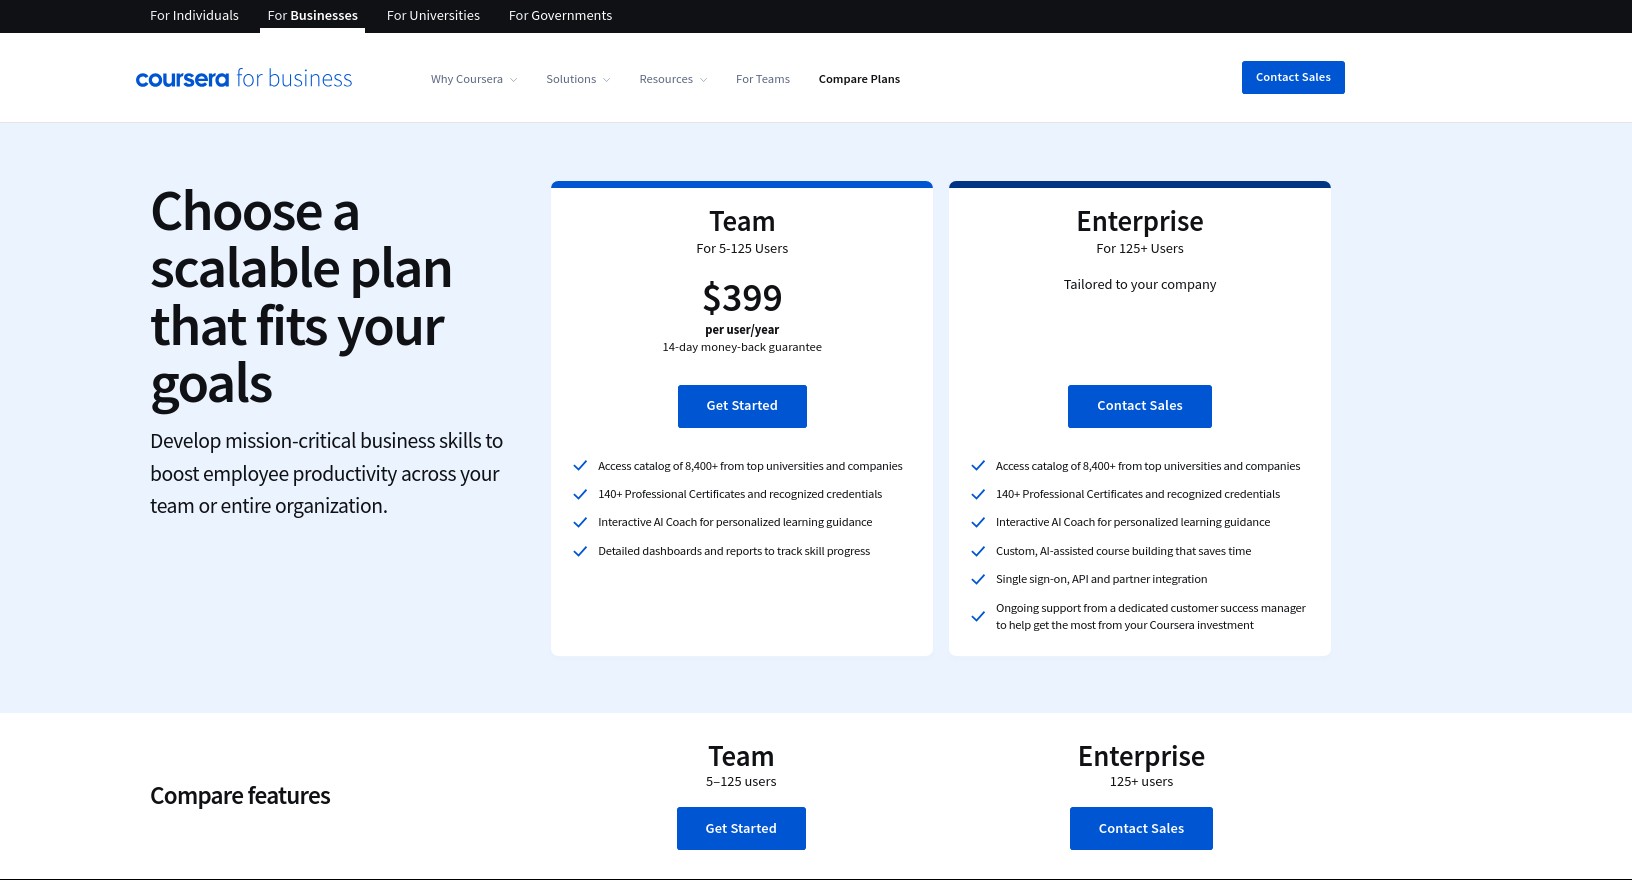 For Individuals
For Businesses
For Universities
For Governments
coursera for business
Why Coursera
Solutions
Resources
For Teams
Compare Plans
Contact Sales
Choose a
scalable plan
that fits your
goals
Develop mission-critical business skills to
boost employee productivity across your
team or entire organization.
Team
For 5-125 Users
$399
per user/year
14-day money-back guarantee
Get Started
Access catalog of 8,400+ from top universities and companies
140+ Professional Certificates and recognized credentials
Interactive AI Coach for personalized learning guidance
Detailed dashboards and reports to track skill progress
Enterprise
For 125+ Users
Tailored to your company
Contact Sales
Access catalog of 8,400+ from top universities and companies
140+ Professional Certificates and recognized credentials
Interactive AI Coach for personalized learning guidance
Custom, AI-assisted course building that saves time
Single sign-on, API and partner integration
Ongoing support from a dedicated customer success manager
to help get the most from your Coursera investment
Compare features
Team
5–125 users
Get Started
Enterprise
125+ users
Contact Sales